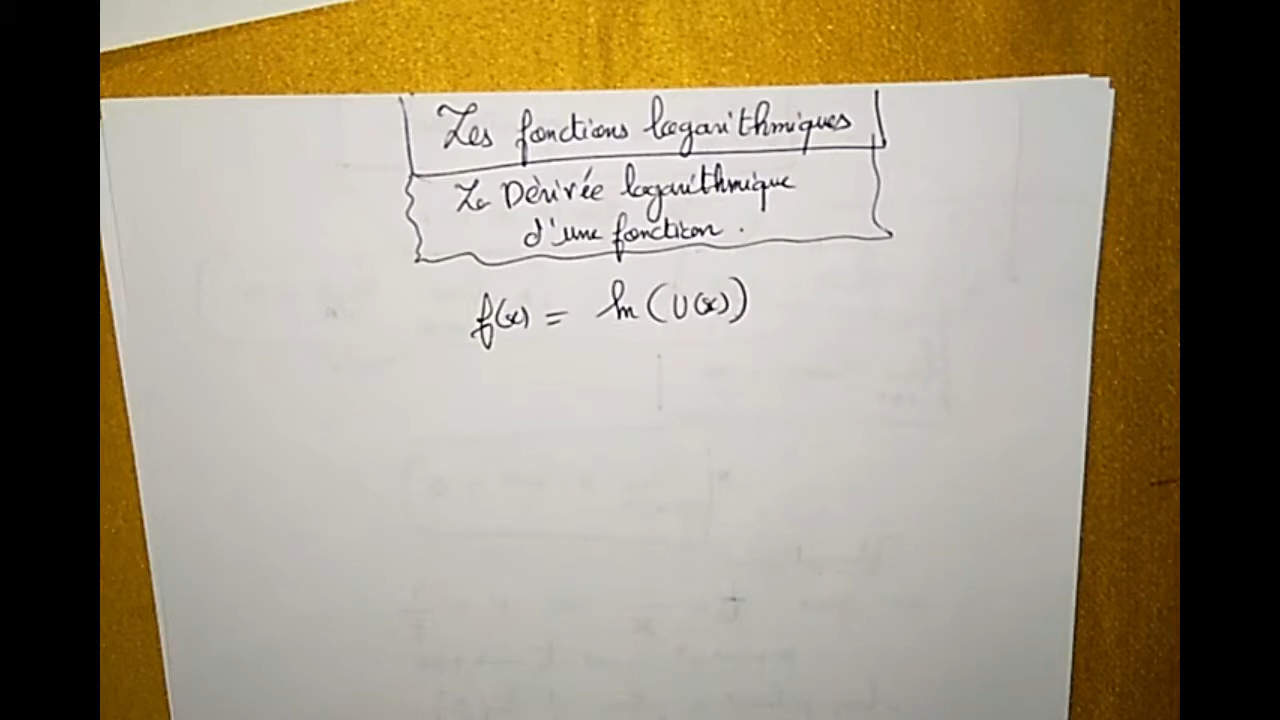 Les fonctions logarithmiques
La Dérivée logarithmique
d'une fonction.
f(x) = ln(U(x))